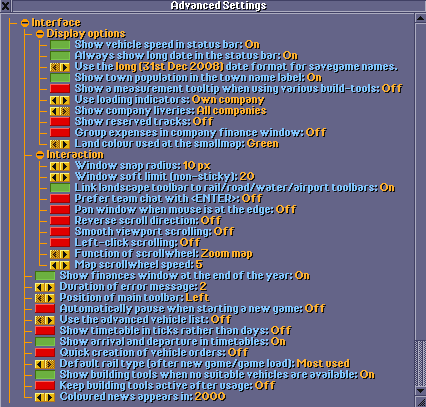 Advanced Settings
Interface
Display options
Show vehicle speed in status bar: On
Always show long date in the status bar: On
Use the long (31st Dec 2008) date format for savegame names.
Show town population in the town name label: On
Show a measurement tooltip when using various build-tools: Off
Use loading indicators: Own company
Show company liveries: All companies
Show reserved tracks: Off
Group expenses in company finance window: Off
Land colour used at the smallmap: Green
Interaction
Window snap radius: 10 px
Window soft limit (non-sticky): 20
Link landscape toolbar to rail/road/water/airport toolbars: On
Prefer team chat with <ENTER>: Off
Pan window when mouse is at the edge: Off
Reverse scroll direction: Off
Smooth viewport scrolling: Off
Left-click scrolling: Off
Function of scrollwheel: Zoom map
Map scrollwheel speed: 5
Show finances window at the end of the year: On
Duration of error message: 2
Position of main toolbar: Left
Automatically pause when starting a new game: Off
Use the advanced vehicle list: Off
Show timetable in ticks rather than days: Off
Show arrival and departure in timetables: On
Quick creation of vehicle orders: Off
Default rail type (after new game/game load): Most used
Show building tools when no suitable vehicles are available: On
Keep building tools active after usage: Off
Coloured news appears in: 2000